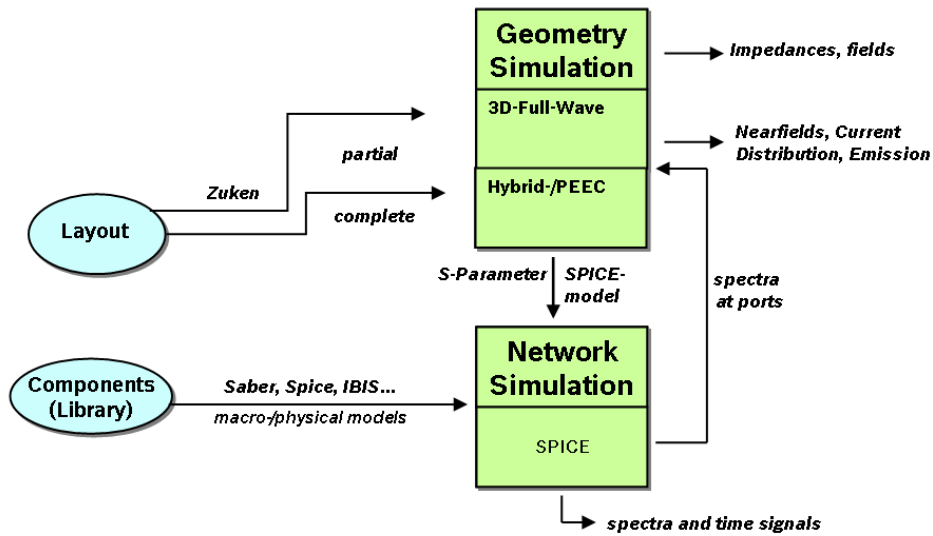 Geometry
Simulation
Impedances, fields
3D-Full-Wave
Nearfields, Current
Distribution, Emission
partial
Zuken
Hybrid-/PEEC
complete
Layout
S-Parameter
SPICE-
model
spectra
at ports
Network
Simulation
Components
(Library)
Saber, Spice, IBIS...
macro-/physical models
SPICE
spectra and time signals